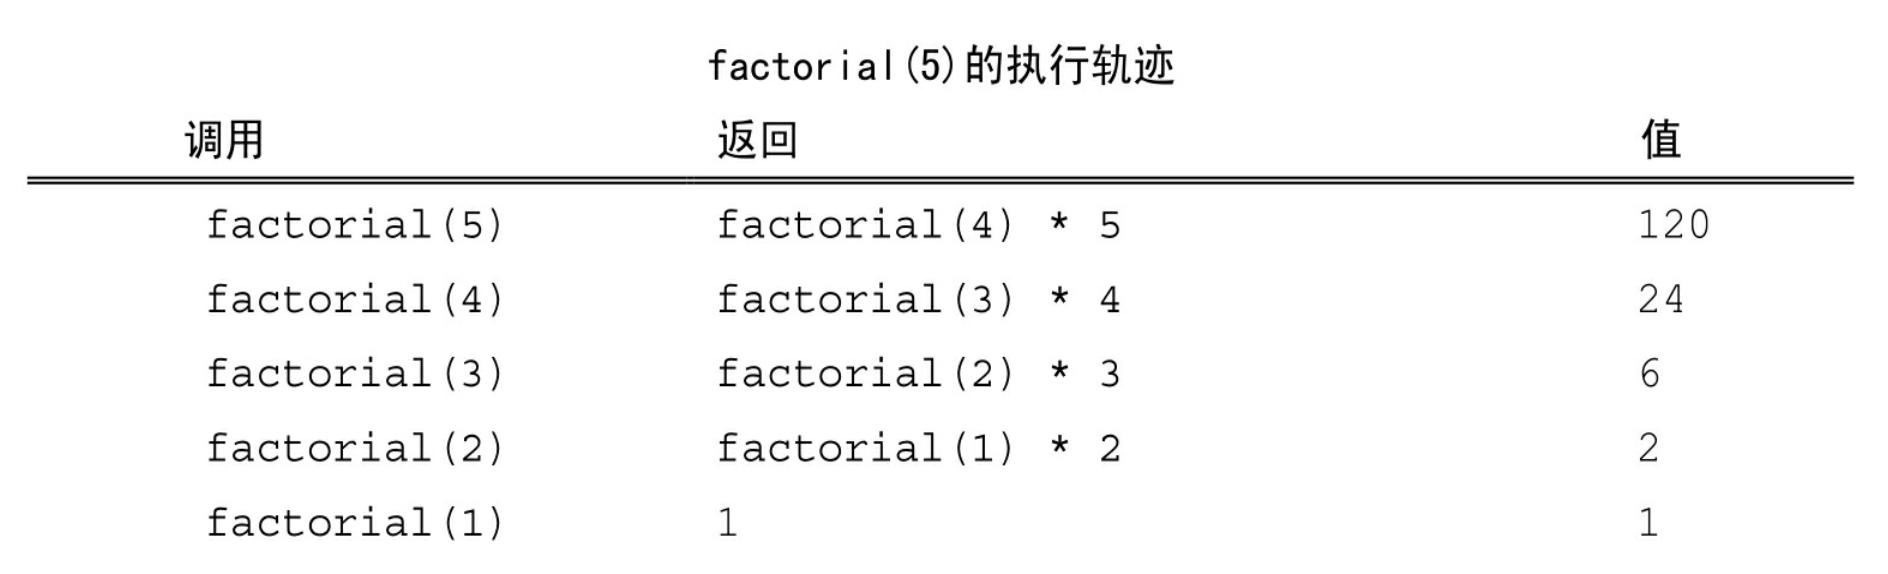 factorial(5)的执行轨迹
调用 返回 值
factorial(5) factorial(4) * 5 120
factorial(4) factorial(3) * 4 24
factorial(3) factorial(2) * 3 6
factorial(2) factorial(1) * 2 2
factorial(1) 1 1